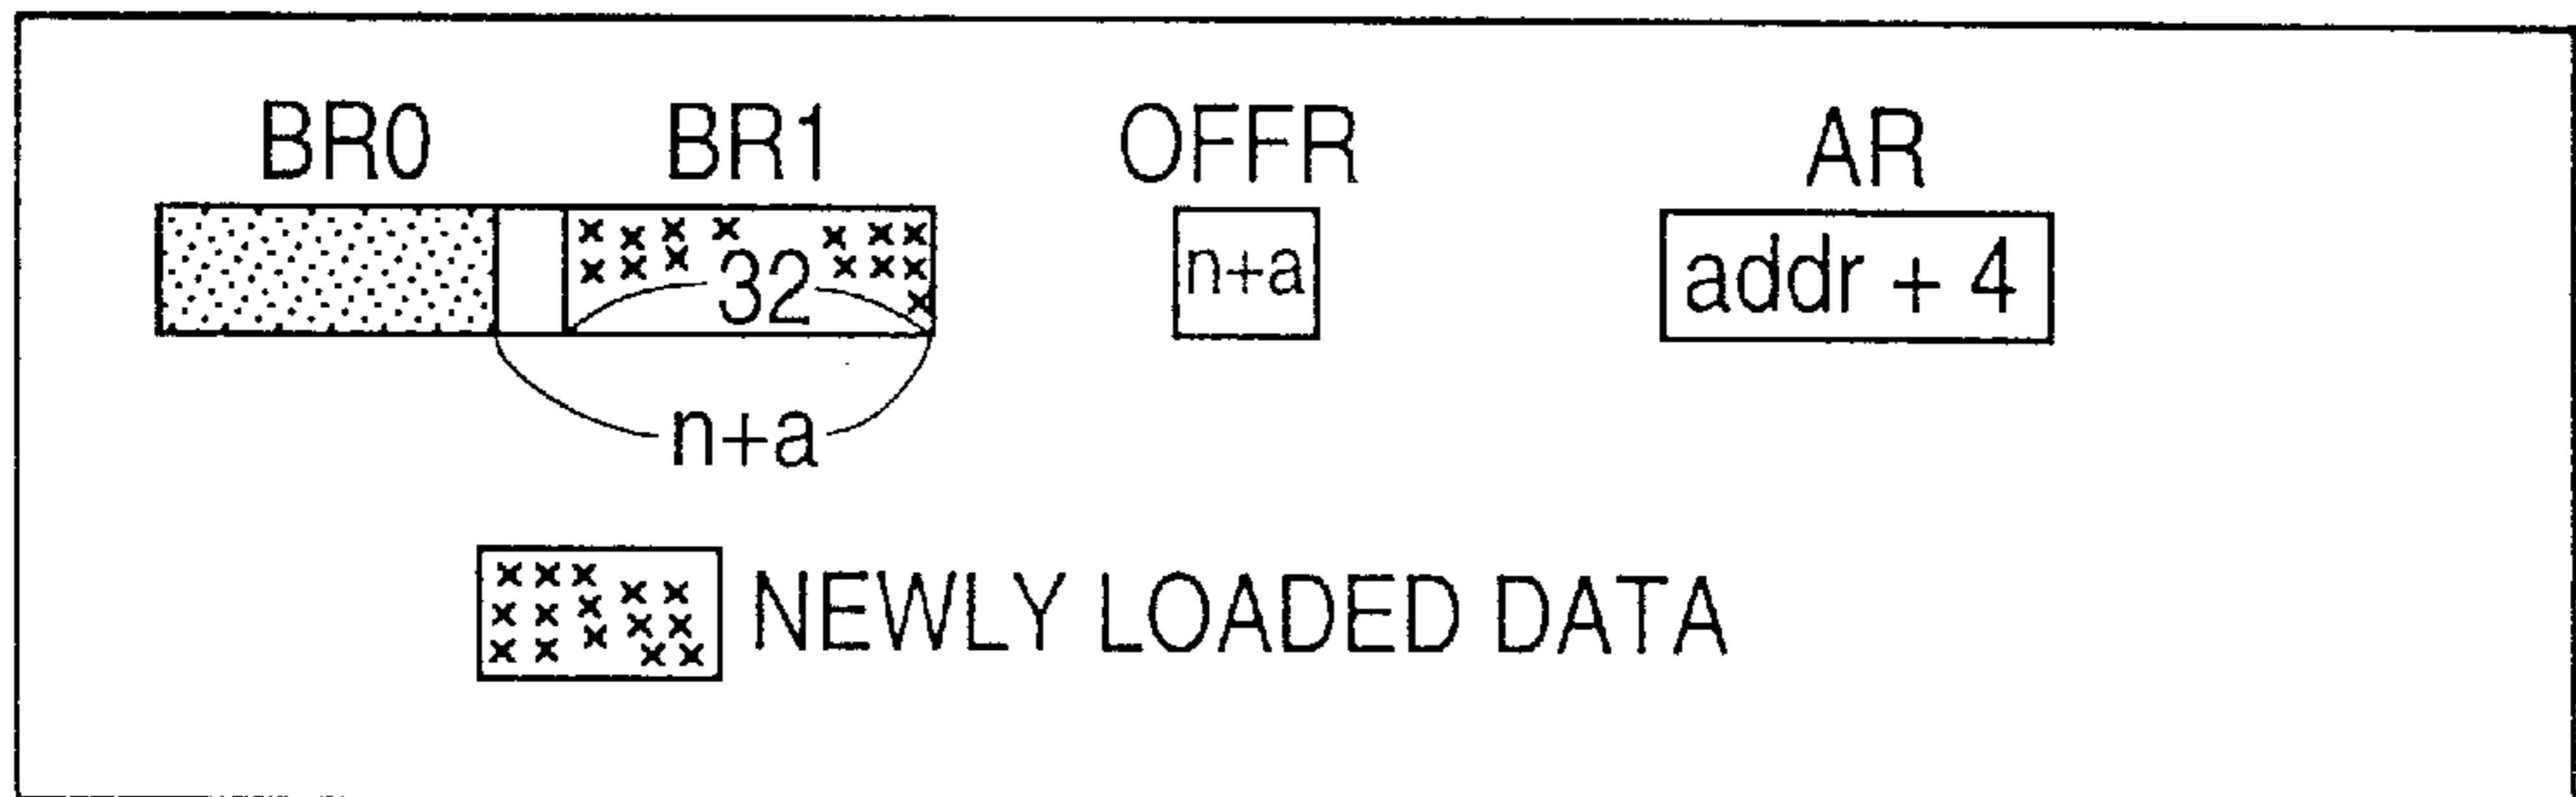 BR0 BR1 OFFR AR
32 n+a addr + 4
n+a
NEWLY LOADED DATA